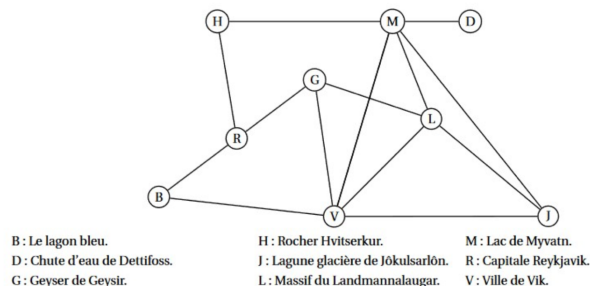 H
M
D
G
L
R
B
V
J
B : Le lagon bleu.
H : Rocher Hvitserkur.
M : Lac de Myvatn.
D : Chute d'eau de Dettifoss.
J : Lagune glacière de Jôkulsarlôn.
R : Capitale Reykjavik.
G : Geyser de Geysir.
L : Massif du Landmannalaugar.
V : Ville de Vik.